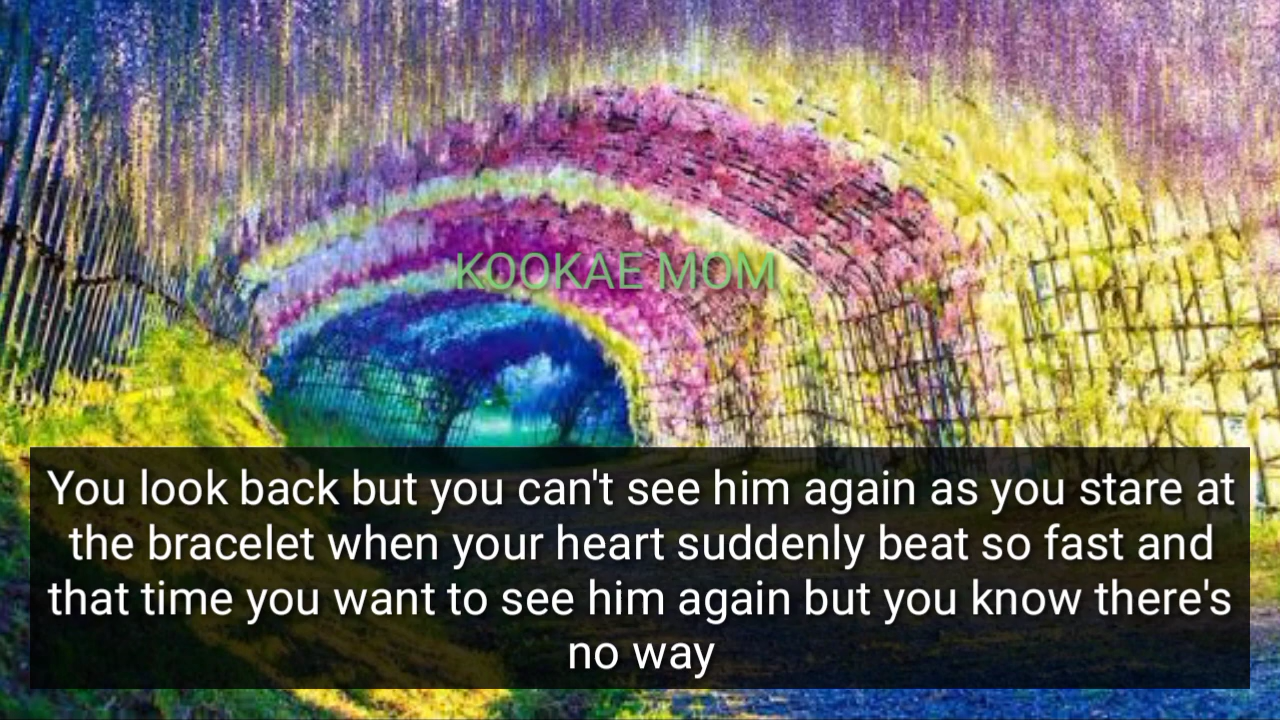 KOOKAE MOM
You look back but you can't see him again as you stare at
the bracelet when your heart suddenly beat so fast and
that time you want to see him again but you know there's
no way